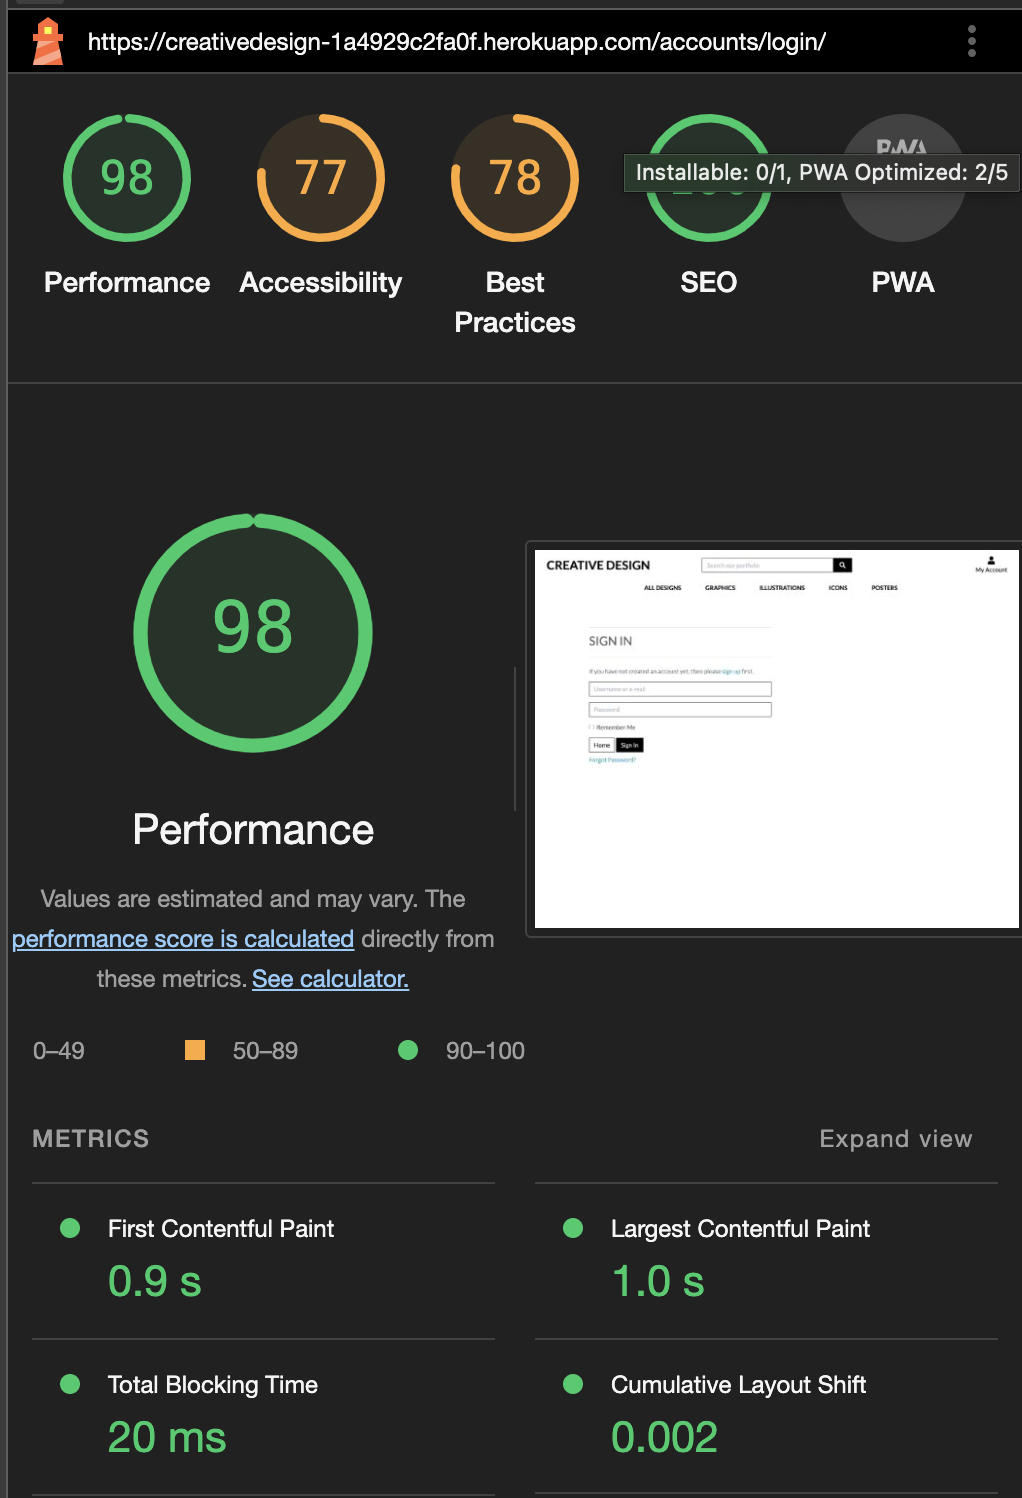 https://creativedesign-1a4929c2fa0f.herokuapp.com/accounts/login/
98
77
78
PWA
Installable: 0/1, PWA Optimized: 2/5
Performance
Accessibility
Best
Practices
SEO
PWA
98
Performance
Values are estimated and may vary. The
performance score is calculated directly from
these metrics. See calculator.
0–49
50–89
90–100
CREATIVE DESIGN
Search our portfolio
My Account
ALL DESIGNS
GRAPHICS
ILLUSTRATIONS
ICONS
POSTERS
SIGN IN
If you have not created an account yet, then please sign up first.
Username or e-mail
Password
Remember Me
Home
Sign In
Forgot Password?
METRICS
Expand view
First Contentful Paint
0.9 s
Largest Contentful Paint
1.0 s
Total Blocking Time
20 ms
Cumulative Layout Shift
0.002